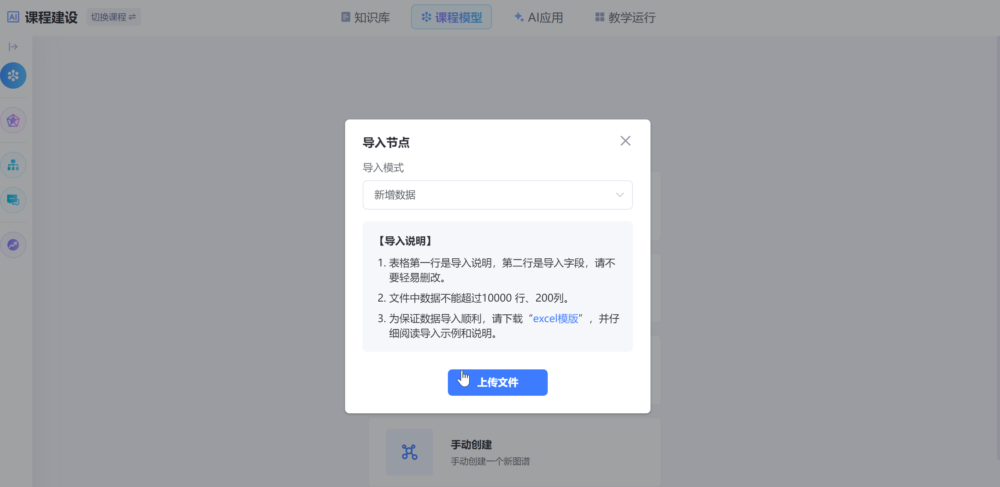 AI 课程建设 切换课程
知识库 课程模型 AI应用 教学运行
导入节点
导入模式
新增数据
【导入说明】
1. 表格第一行是导入说明，第二行是导入字段，请不
要轻易删改。
2. 文件中数据不能超过10000 行、200列。
3. 为保证数据导入顺利，请下载“excel模版”，并仔
细阅读导入示例和说明。
上传文件
手动创建
手动创建一个新图谱